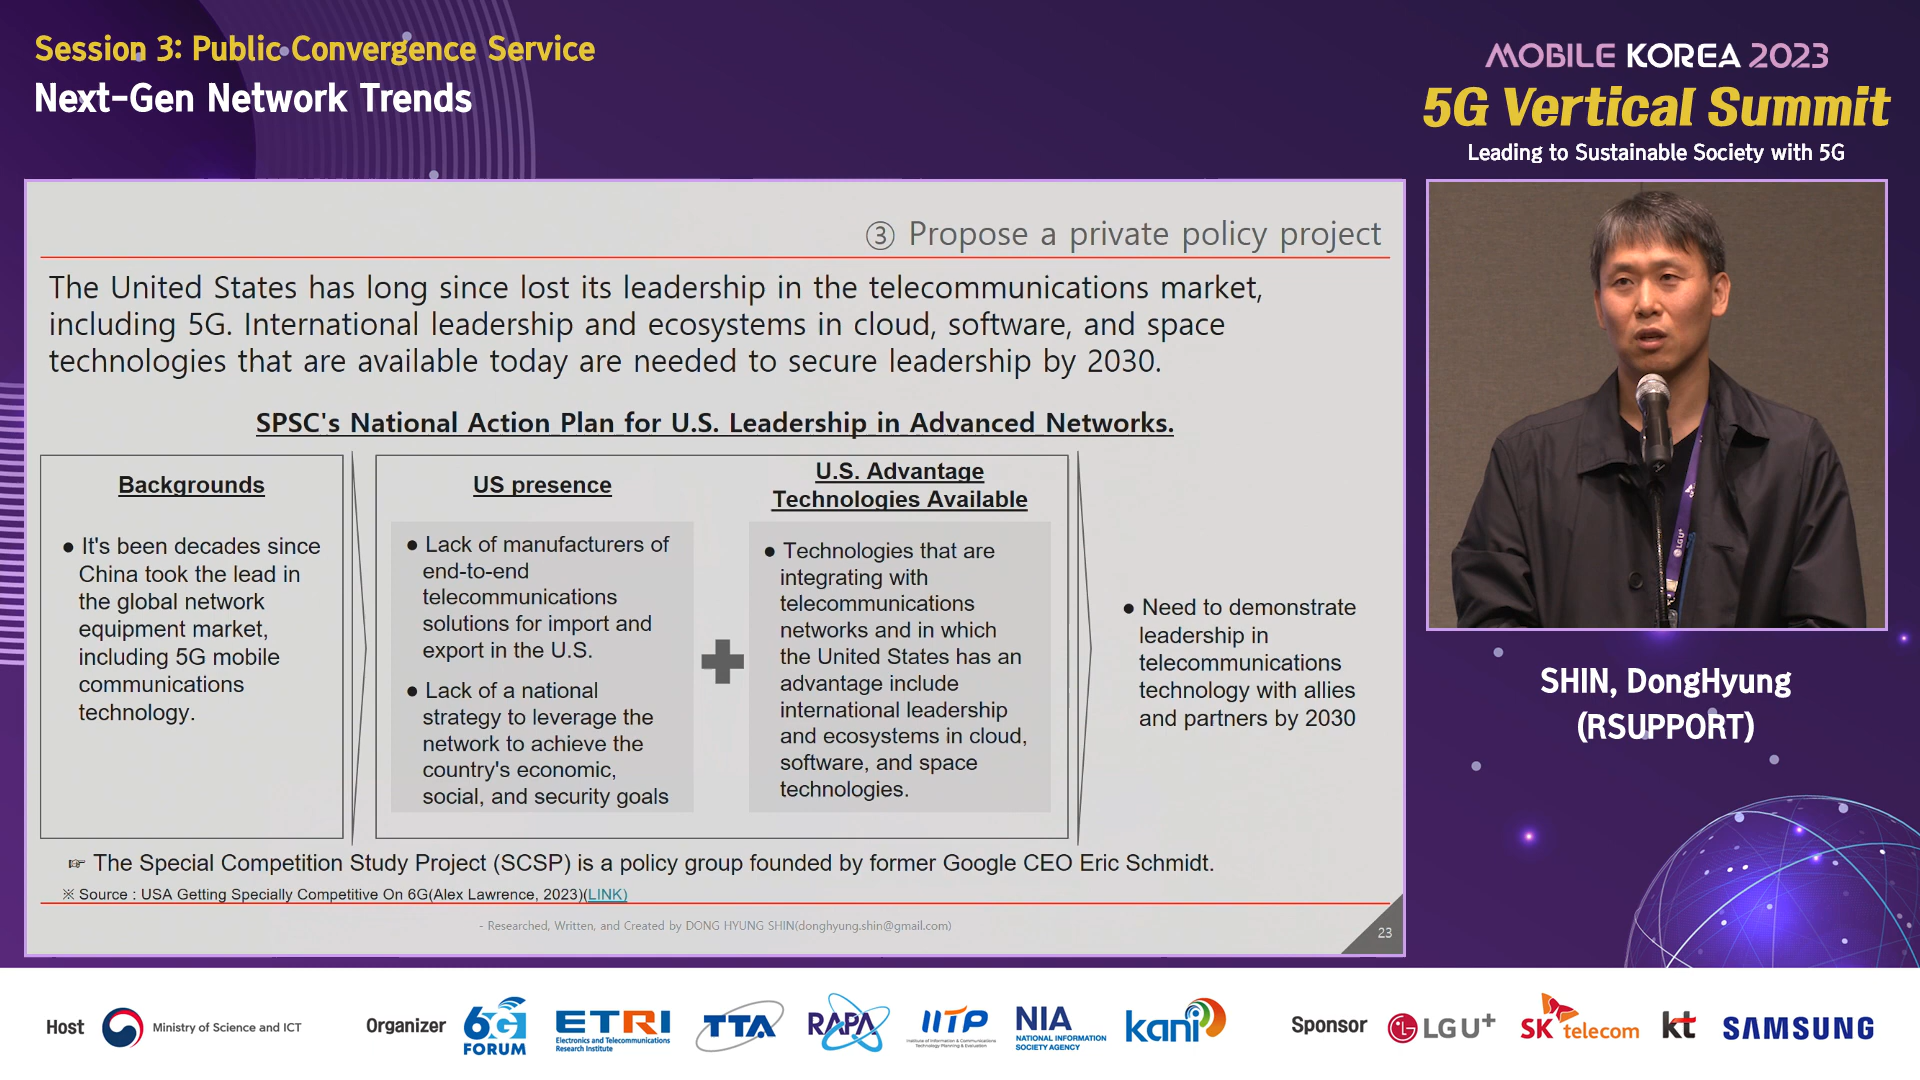 Session 3: Public Convergence Service
Next-Gen Network Trends
MOBILE KOREA 2023
5G Vertical Summit
Leading to Sustainable Society with 5G
③ Propose a private policy project
The United States has long since lost its leadership in the telecommunications market,
including 5G. International leadership and ecosystems in cloud, software, and space
technologies that are available today are needed to secure leadership by 2030.
SPSC's National Action Plan for U.S. Leadership in Advanced Networks.
Backgrounds
● It's been decades since
China took the lead in
the global network
equipment market,
including 5G mobile
communications
technology.
US presence
● Lack of manufacturers of
end-to-end
telecommunications
solutions for import and
export in the U.S.
● Lack of a national
strategy to leverage the
network to achieve the
country's economic,
social, and security goals
U.S. Advantage
Technologies Available
● Technologies that are
integrating with
telecommunications
networks and in which
the United States has an
advantage include
international leadership
and ecosystems in cloud,
software, and space
technologies.
● Need to demonstrate
leadership in
telecommunications
technology with allies
and partners by 2030
☞ The Special Competition Study Project (SCSP) is a policy group founded by former Google CEO Eric Schmidt.
※ Source : USA Getting Specially Competitive On 6G(Alex Lawrence, 2023)(LINK)
- Researched, Written, and Created by DONG HYUNG SHIN(donghyung.shin@gmail.com)
23
LG U+
SHIN, DongHyung
(RSUPPORT)
Host
Ministry of Science and ICT
Organizer
6G
FORUM
ETRI
Electronics and Telecommunications
Research Institute
TTA
RAPA
IITP
Institute of Information & Communications
Technology Planning & Evaluation
NIA
NATIONAL INFORMATION
SOCIETY AGENCY
kani
Sponsor
LG U+
SK telecom
kt
SAMSUNG